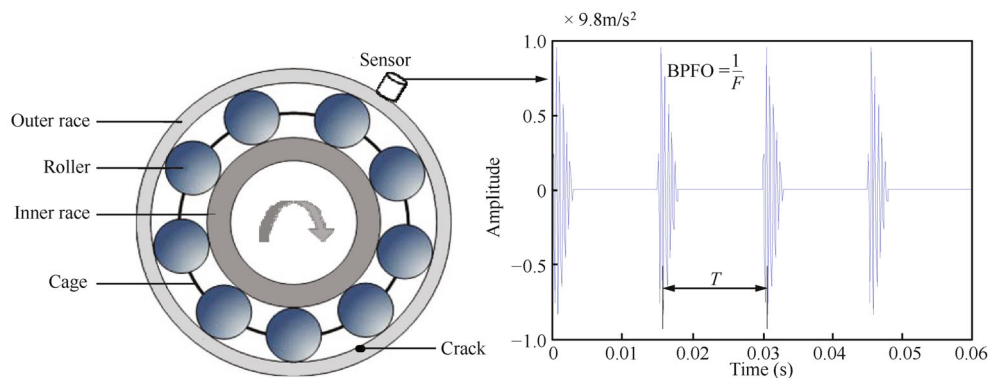 Sensor
Outer race
Roller
Inner race
Cage
Crack
× 9.8m/s²
1.0
0.5
0
−0.5
−1.0
Amplitude
BPFO = 1/F
T
0 0.01 0.02 0.03 0.04 0.05 0.06
Time (s)